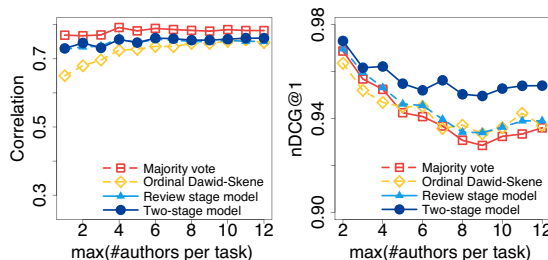 Correlation
0.7
0.5
0.3
Majority vote
Ordinal Dawid-Skene
Review stage model
Two-stage model
2 4 6 8 10 12
max(#authors per task)
nDCG@1
0.98
0.94
0.90
Majority vote
Ordinal Dawid-Skene
Review stage model
Two-stage model
2 4 6 8 10 12
max(#authors per task)